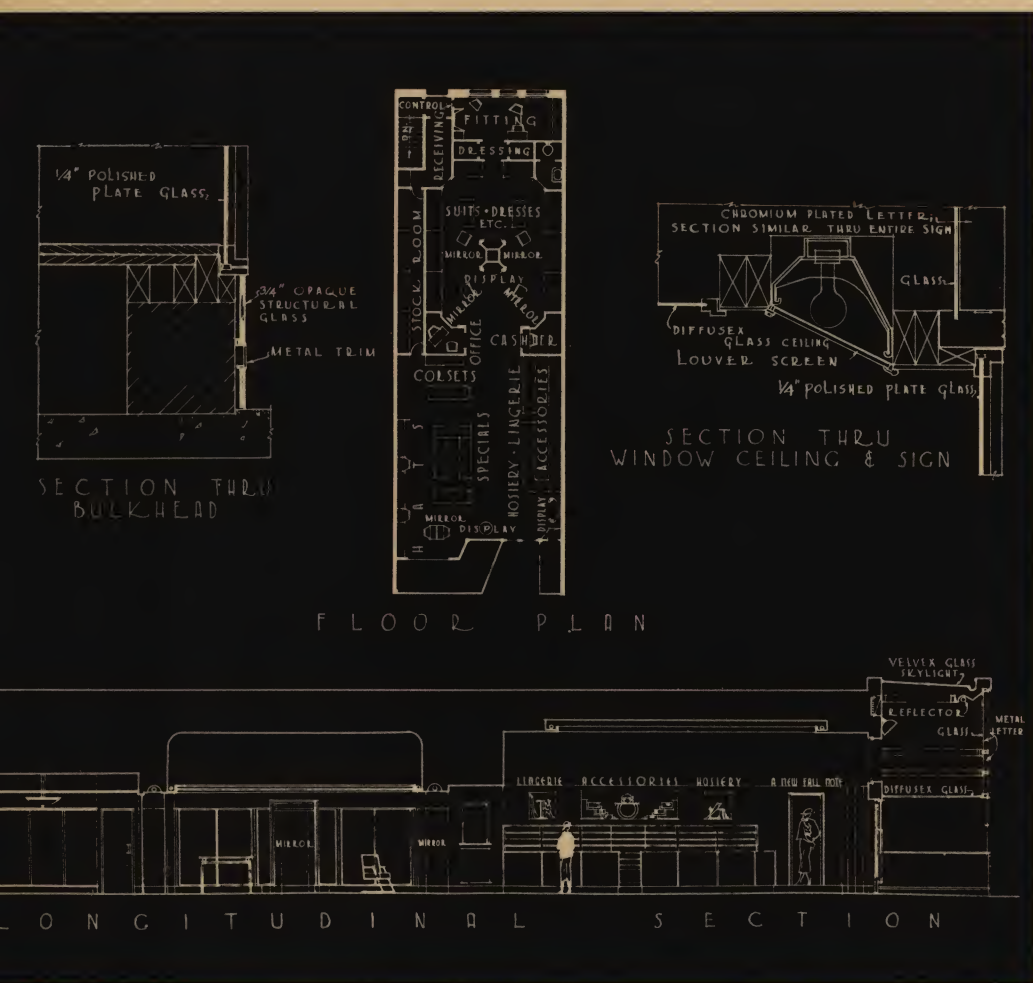 1/4" POLISHED
PLATE GLASS
3/4" OPAQUE
STRUCTURAL
GLASS
METAL TRIM
SECTION THRU
BULKHEAD
CONTROL
DN
RECEIVING
FITTING
DRESSING
STOCK ROOM
SUITS · DRESSES
ETC.
MIRROR MIRROR
DISPLAY
MIRROR MIRROR
OFFICE
CASHIER
CORSETS
HATS
SPECIALS
HOSIERY · LINGERIE
ACCESSORIES
MIRROR
DISPLAY
DISPLAY
FLOOR PLAN
CHROMIUM PLATED LETTER
SECTION SIMILAR THRU ENTIRE SIGN
GLASS
DIFFUSEX
GLASS CEILING
LOUVER SCREEN
1/4" POLISHED PLATE GLASS
SECTION THRU
WINDOW CEILING & SIGN
VELVEX GLASS
SKYLIGHT
REFLECTOR
GLASS
METAL
LETTER
DIFFUSEX GLASS
LINGERIE ACCESSORIES HOSIERY A NEW FALL NOTE
MIRROR
MIRROR
LONGITUDINAL SECTION